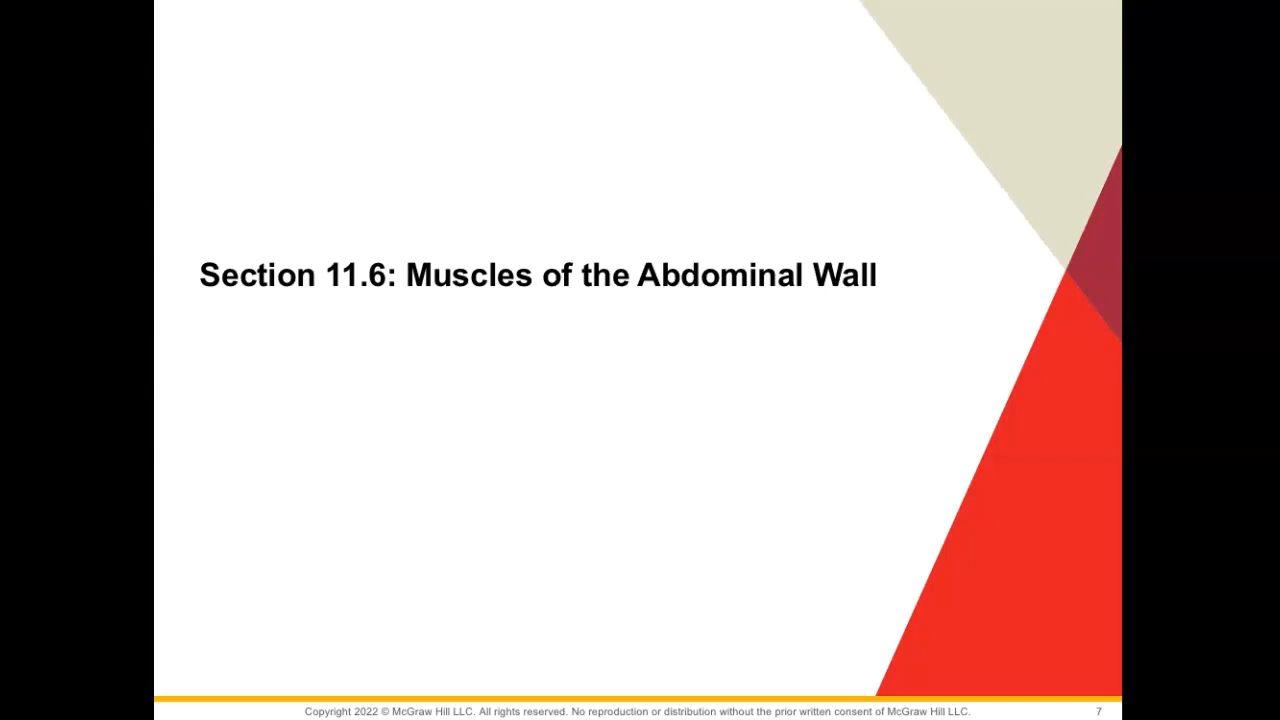 Section 11.6: Muscles of the Abdominal Wall
Copyright 2022 © McGraw Hill LLC. All rights reserved. No reproduction or distribution without the prior written consent of McGraw Hill LLC.
7